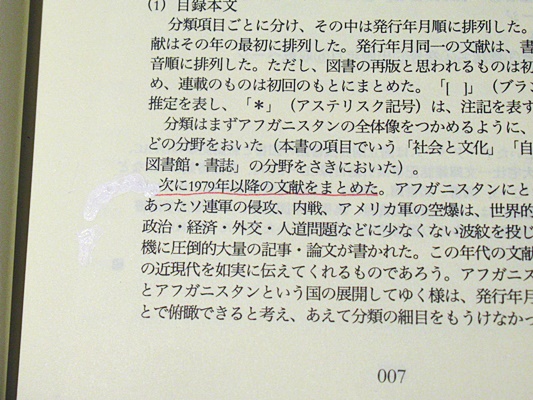 (1) 目録本文
分類項目ごとに分け、その中は発行年月順に排列した。
献はその年の最初に排列した。発行年月同一の文献は、書
音順に排列した。ただし、図書の再版と思われるものは初
め、連載のものは初回のもとにまとめた。「[ ]」（ブラン
推定を表し、「＊」（アステリスク記号）は、注記を表す
分類はまずアフガニスタンの全体像をつかめるように、
どの分野をおいた（本書の項目でいう「社会と文化」「自
図書館・書誌」の分野をさきにおいた）。
次に1979年以降の文献をまとめた。アフガニスタンにと
あったソ連軍の侵攻、内戦、アメリカ軍の空爆は、世界的
政治・経済・外交・人道問題などに少なくない波紋を投じ
機に圧倒的大量の記事・論文が書かれた。この年代の文献
の近現代を如実に伝えてくれるものであろう。アフガニス
とアフガニスタンという国の展開してゆく様は、発行年月
とで俯瞰できると考え、あえて分類の細目をもうけなかっ
007